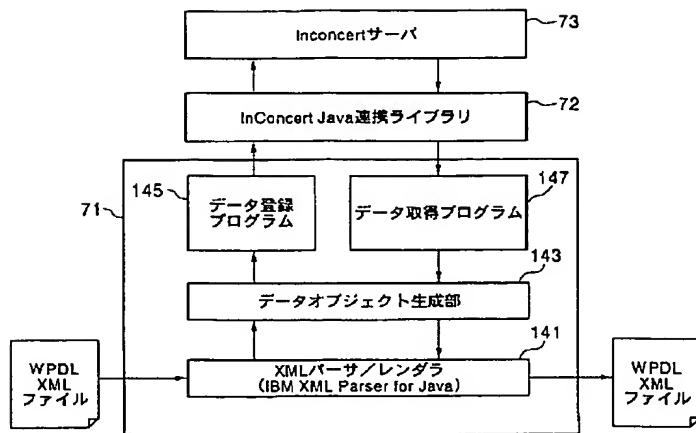 Inconcertサーバ
73
InConcert Java連携ライブラリ
72
71
145
データ登録
プログラム
データ取得プログラム
147
データオブジェクト生成部
143
XMLパーサ/レンダラ
(IBM XML Parser for Java)
141
WPDL
XML
ファイル
WPDL
XML
ファイル